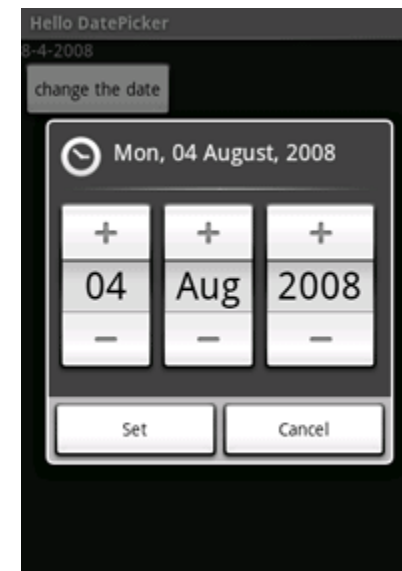 Hello DatePicker
8-4-2008
change the date
Mon, 04 August, 2008
+ + +
04 Aug 2008
− − −
Set Cancel